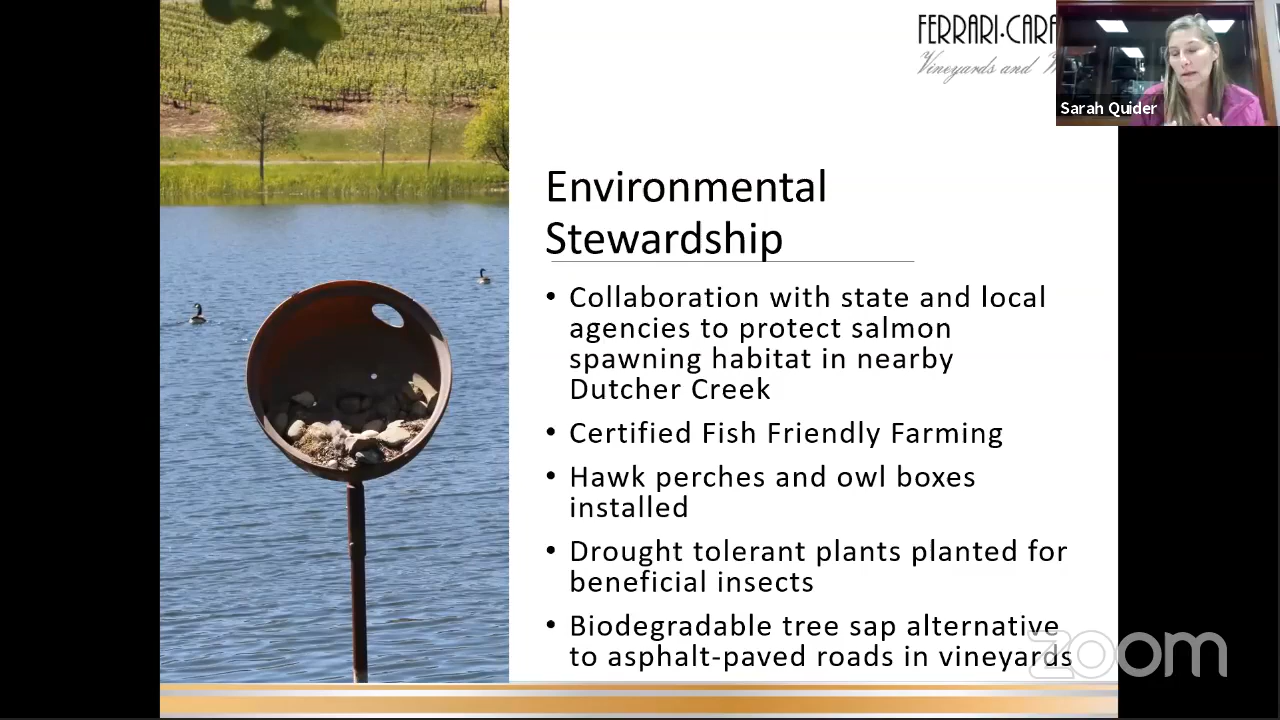 FERRARI-CARA
Vineyards and W
Sarah Quider
Environmental
Stewardship
• Collaboration with state and local
agencies to protect salmon
spawning habitat in nearby
Dutcher Creek
• Certified Fish Friendly Farming
• Hawk perches and owl boxes
installed
• Drought tolerant plants planted for
beneficial insects
• Biodegradable tree sap alternative
to asphalt-paved roads in vineyards
zoom